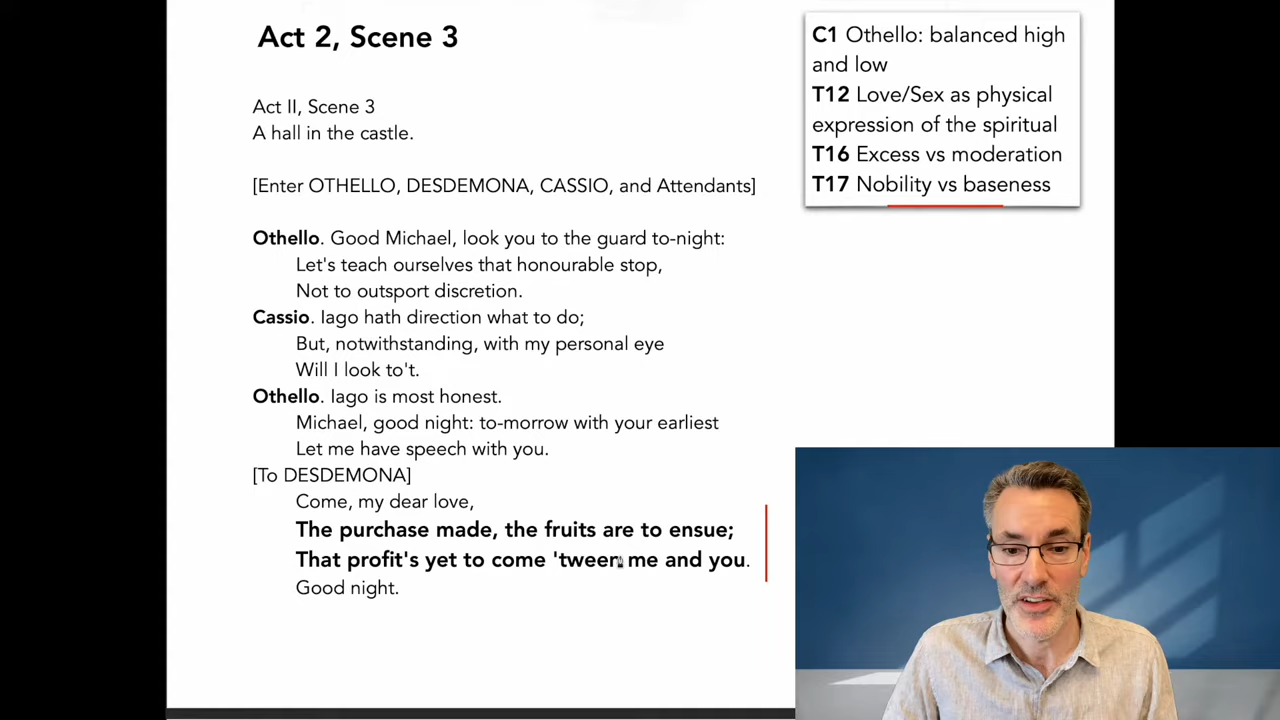 Act 2, Scene 3
Act II, Scene 3
A hall in the castle.
[Enter OTHELLO, DESDEMONA, CASSIO, and Attendants]
Othello. Good Michael, look you to the guard to-night:
Let's teach ourselves that honourable stop,
Not to outsport discretion.
Cassio. Iago hath direction what to do;
But, notwithstanding, with my personal eye
Will I look to't.
Othello. Iago is most honest.
Michael, good night: to-morrow with your earliest
Let me have speech with you.
[To DESDEMONA]
Come, my dear love,
The purchase made, the fruits are to ensue;
That profit's yet to come 'tween me and you.
Good night.
C1 Othello: balanced high
and low
T12 Love/Sex as physical
expression of the spiritual
T16 Excess vs moderation
T17 Nobility vs baseness